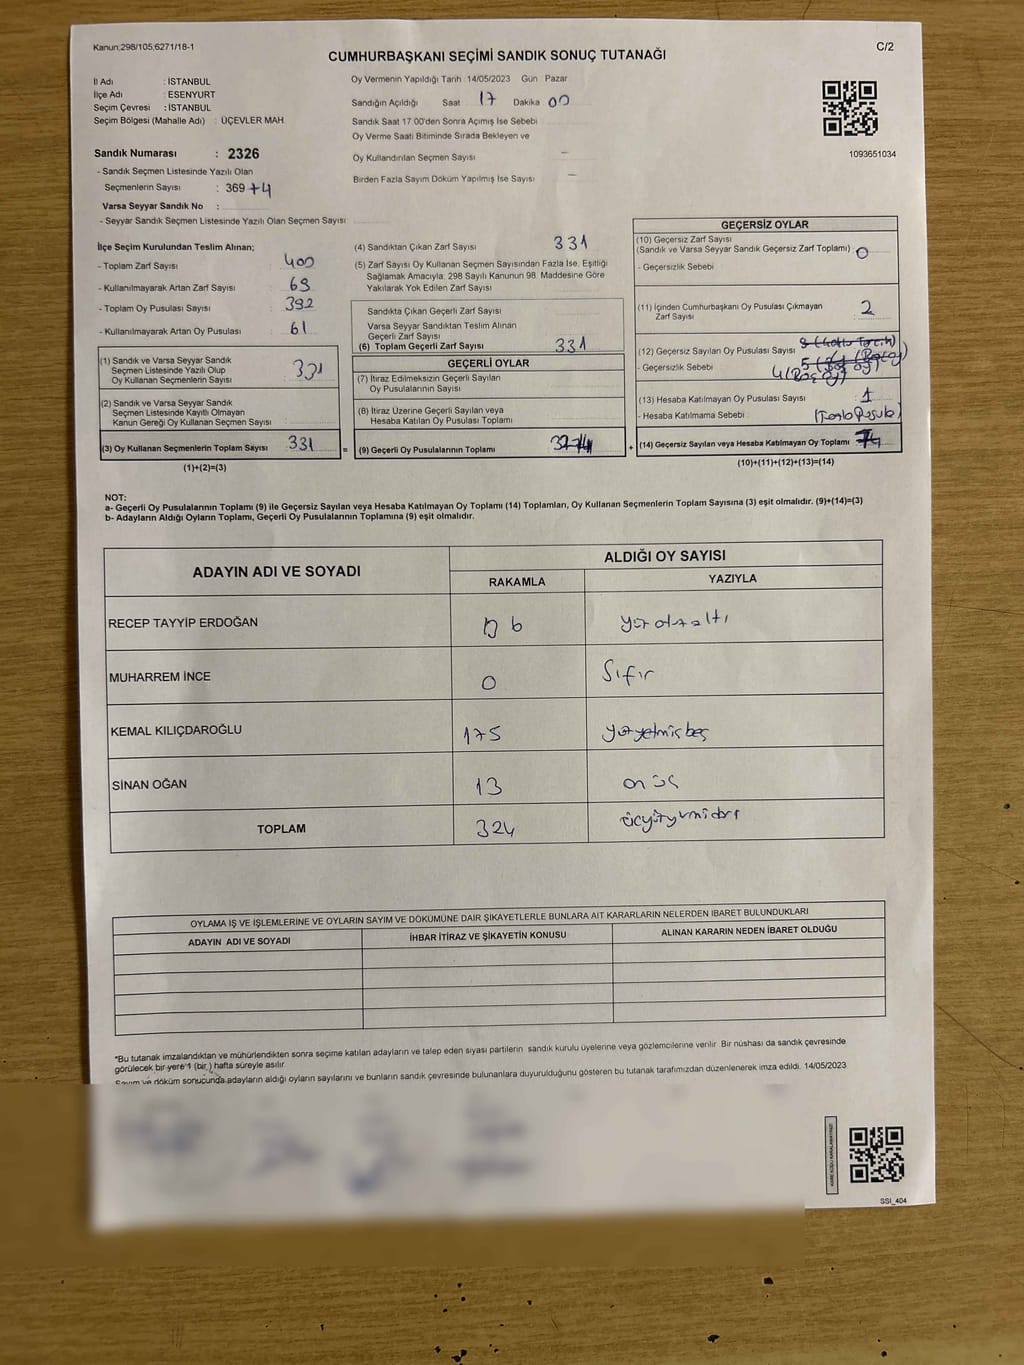 Kanun;298/105;6271/18-1
C/2
CUMHURBAŞKANI SEÇİMİ SANDIK SONUÇ TUTANAĞI
İl Adı : İSTANBUL
İlçe Adı : ESENYURT
Seçim Çevresi : İSTANBUL
Seçim Bölgesi (Mahalle Adı) : ÜÇEVLER MAH.
Sandık Numarası : 2326
- Sandık Seçmen Listesinde Yazılı Olan
Seçmenlerin Sayısı : 369 +4
Varsa Seyyar Sandık No :
- Seyyar Sandık Seçmen Listesinde Yazılı Olan Seçmen Sayısı:
Oy Vermenin Yapıldığı Tarih : 14/05/2023 Gün : Pazar
Sandığın Açıldığı Saat 17 Dakika 00
Sandık Saat 17.00'den Sonra Açımış İse Sebebi
Oy Verme Saati Bitiminde Sırada Bekleyen ve
Oy Kullandırılan Seçmen Sayısı –
Birden Fazla Sayım Döküm Yapılmış İse Sayısı : –
1093651034
İlçe Seçim Kurulundan Teslim Alınan;
- Toplam Zarf Sayısı : 400
- Kullanılmayarak Artan Zarf Sayısı : 69
- Toplam Oy Pusulası Sayısı : 392
- Kullanılmayarak Artan Oy Pusulası : 61
(1) Sandık ve Varsa Seyyar Sandık
Seçmen Listesinde Yazılı Olup
Oy Kullanan Seçmenlerin Sayısı : 331
(2) Sandık ve Varsa Seyyar Sandık
Seçmen Listesinde Kayıtlı Olmayan
Kanun Gereği Oy Kullanan Seçmen Sayısı :
(3) Oy Kullanan Seçmenlerin Toplam Sayısı : 331
(1)+(2)=(3)
(4) Sandıktan Çıkan Zarf Sayısı : 331
(5) Zarf Sayısı Oy Kullanan Seçmen Sayısından Fazla İse, Eşitliği
Sağlamak Amacıyla, 298 Sayılı Kanunun 98. Maddesine Göre
Yakılarak Yok Edilen Zarf Sayısı :
Sandıkta Çıkan Geçerli Zarf Sayısı :
Varsa Seyyar Sandıktan Teslim Alınan
Geçerli Zarf Sayısı :
(6) Toplam Geçerli Zarf Sayısı : 331
GEÇERLİ OYLAR
(7) İtiraz Edilmeksizin Geçerli Sayılan
Oy Pusulalarının Sayısı :
(8) İtiraz Üzerine Geçerli Sayılan veya
Hesaba Katılan Oy Pusulası Toplamı :
(9) Geçerli Oy Pusulalarının Toplamı :
GEÇERSİZ OYLAR
(10) Geçersiz Zarf Sayısı
(Sandık ve Varsa Seyyar Sandık Geçersiz Zarf Toplamı) : 0
- Geçersizlik Sebebi :
(11) İçinden Cumhurbaşkanı Oy Pusulası Çıkmayan
Zarf Sayısı : 2
(12) Geçersiz Sayılan Oy Pusulası Sayısı :
- Geçersizlik Sebebi : 4 (Boş oy)
(13) Hesaba Katılmayan Oy Pusulası Sayısı : 1
- Hesaba Katılmama Sebebi : (Fazla Pusula)
(14) Geçersiz Sayılan veya Hesaba Katılmayan Oy Toplamı : 7
(10)+(11)+(12)+(13)=(14)
NOT:
a- Geçerli Oy Pusulalarının Toplamı (9) ile Geçersiz Sayılan veya Hesaba Katılmayan Oy Toplamı (14) Toplamları, Oy Kullanan Seçmenlerin Toplam Sayısına (3) eşit olmalıdır. (9)+(14)=(3)
b- Adayların Aldığı Oyların Toplamı, Geçerli Oy Pusulalarının Toplamına (9) eşit olmalıdır.
ADAYIN ADI VE SOYADI
ALDIĞI OY SAYISI
RAKAMLA
YAZIYLA
RECEP TAYYİP ERDOĞAN
MUHARREM İNCE 0 Sıfır
KEMAL KILIÇDAROĞLU 175 yüzyetmişbeş
SİNAN OĞAN 13 onüç
TOPLAM 324 üçyüzyirmidört
OYLAMA İŞ VE İŞLEMLERİNE VE OYLARIN SAYIM VE DÖKÜMÜNE DAİR ŞİKAYETLERLE BUNLARA AİT KARARLARIN NELERDEN İBARET BULUNDUKLARI
ADAYIN ADI VE SOYADI
İHBAR İTİRAZ VE ŞİKAYETİN KONUSU
ALINAN KARARIN NEDEN İBARET OLDUĞU
*Bu tutanak imzalandıktan ve mühürlendikten sonra seçime katılan adayların ve talep eden siyasi partilerin sandık kurulu üyelerine veya gözlemcilerine verilir. Bir nüshası da sandık çevresinde
görülecek bir yere 1 (bir ) hafta süreyle asılır.
Sayım ve döküm sonucunda adayların aldığı oyların sayılarını ve bunların sandık çevresinde bulunanlara duyurulduğunu gösteren bu tutanak tarafımızdan düzenlenerek imza edildi. 14/05/2023
SSI_404